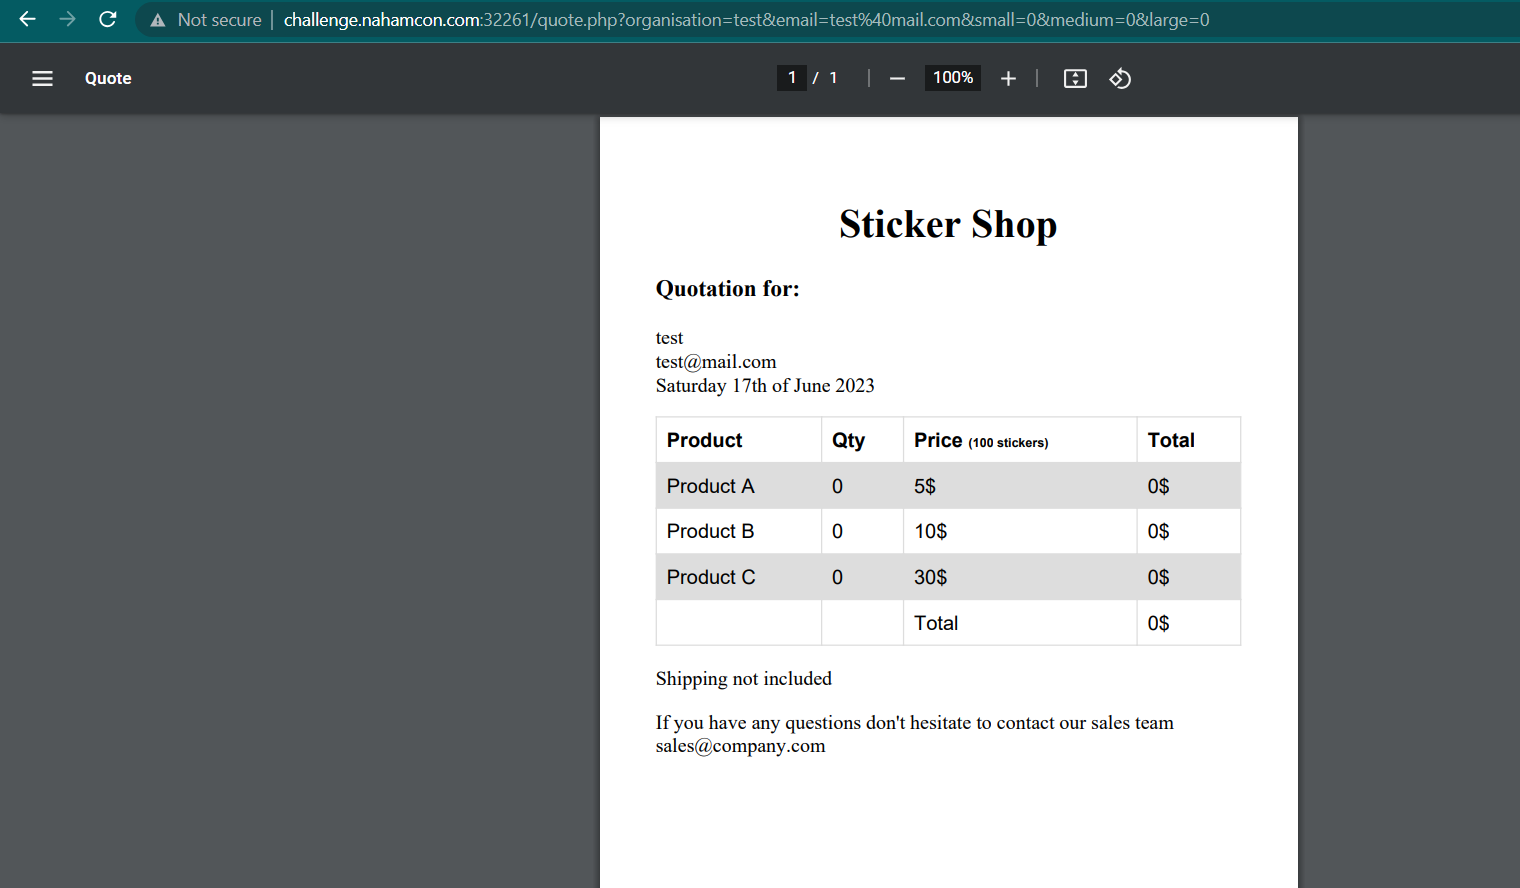 Not secure | challenge.nahamcon.com:32261/quote.php?organisation=test&email=test%40mail.com&small=0&medium=0&large=0
Quote 1 / 1 100%
Sticker Shop
Quotation for:
test
test@mail.com
Saturday 17th of June 2023
Product Qty Price (100 stickers) Total
Product A 0 5$ 0$
Product B 0 10$ 0$
Product C 0 30$ 0$
Total 0$
Shipping not included
If you have any questions don't hesitate to contact our sales team
sales@company.com